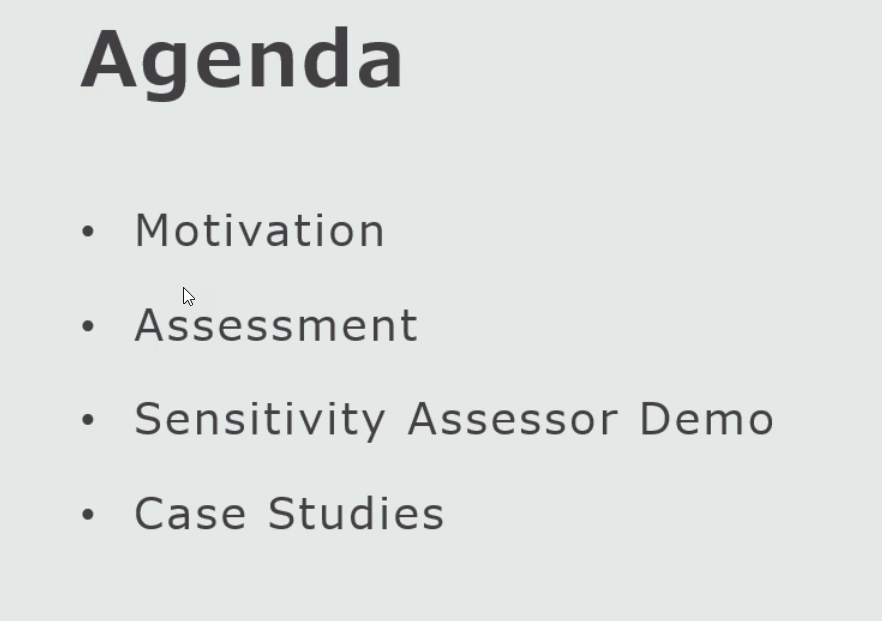 Agenda
• Motivation
• Assessment
• Sensitivity Assessor Demo
• Case Studies